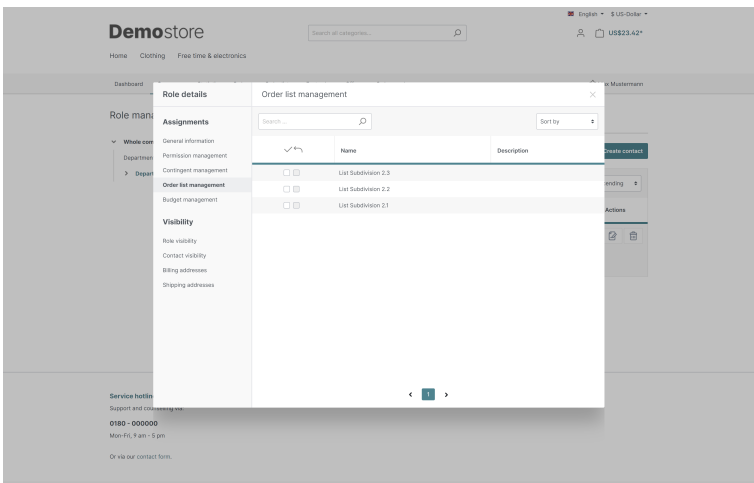 English $ US-Dollar
Demostore
Search all categories...
US$23.42*
Home Clothing Free time & electronics
Dashboard
Mustermann
Role details
Order list management
Role mana
Assignments
Search...
Sort by
General information
Whole com
Name
Description
Create contact
Permission management
Departmen
Contingent management
Depart
List Subdivision 2.3
Order list management
List Subdivision 2.2
ending
Budget management
List Subdivision 2.1
Actions
Visibility
Role visibility
Contact visibility
Billing addresses
Shipping addresses
1
Service hotlin
Support and counselling via:
0180 - 000000
Mon-Fri, 9 am - 5 pm
Or via our contact form.